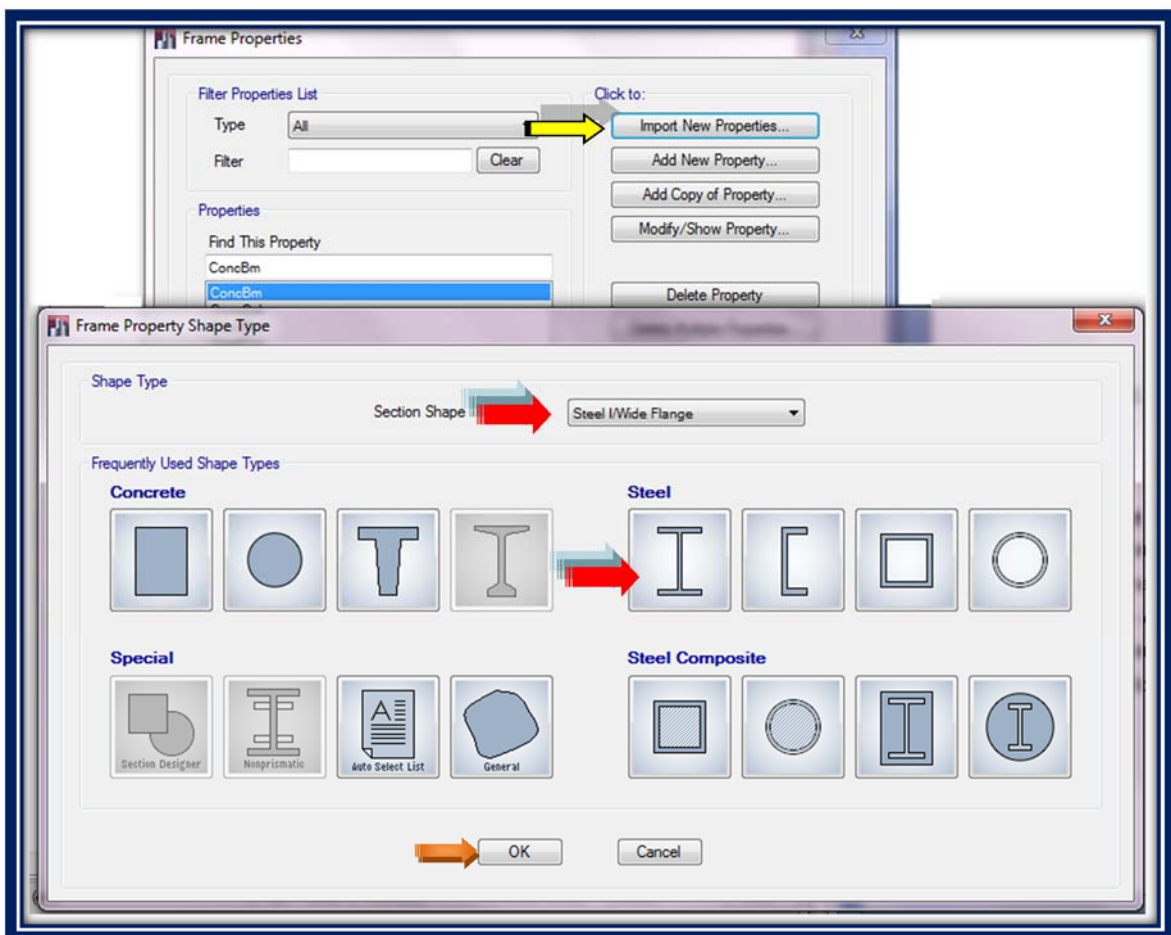 Frame Properties
Filter Properties List
Click to:
Type
All
Import New Properties...
Filter
Clear
Add New Property...
Add Copy of Property...
Properties
Modify/Show Property...
Find This Property
ConcBm
ConcBm
Delete Property
Frame Property Shape Type
Shape Type
Section Shape
Steel I/Wide Flange
Frequently Used Shape Types
Concrete
Steel
Special
Steel Composite
Section Designer
Nonprismatic
A
Auto Select List
General
OK
Cancel